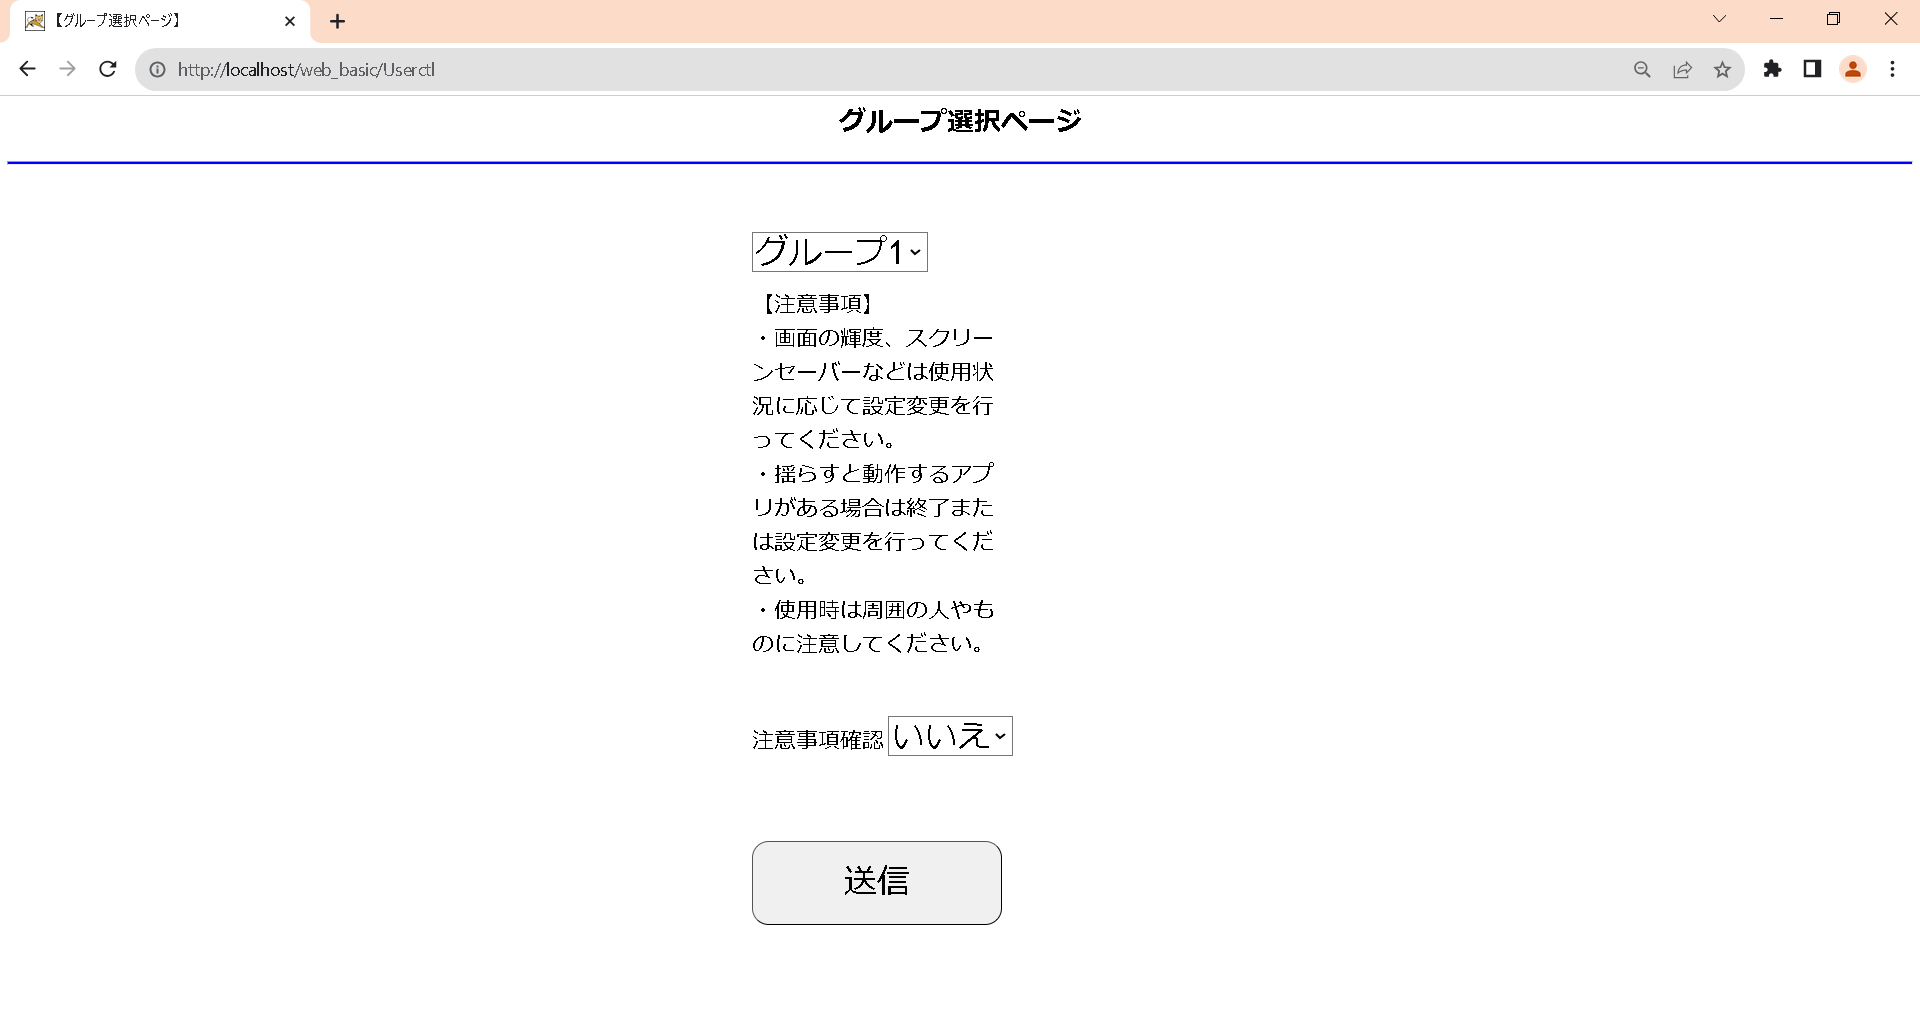 【グループ選択ページ】
http://localhost/web_basic/Userctl
グループ選択ページ
グループ1
【注意事項】
・画面の輝度、スクリー
ンセーバーなどは使用状
況に応じて設定変更を行
ってください。
・揺らすと動作するアプ
リがある場合は終了また
は設定変更を行ってくだ
さい。
・使用時は周囲の人やも
のに注意してください。
注意事項確認 いいえ
送信